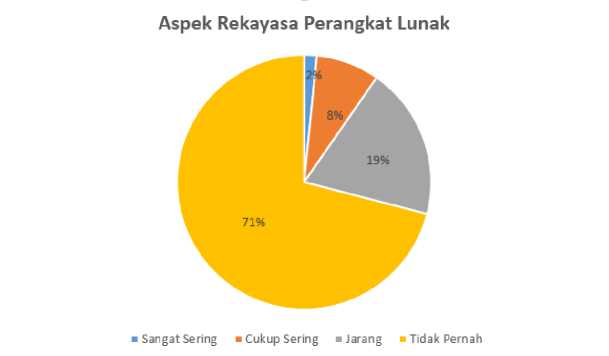 Aspek Rekayasa Perangkat Lunak
2%
8%
19%
71%
Sangat Sering Cukup Sering Jarang Tidak Pernah